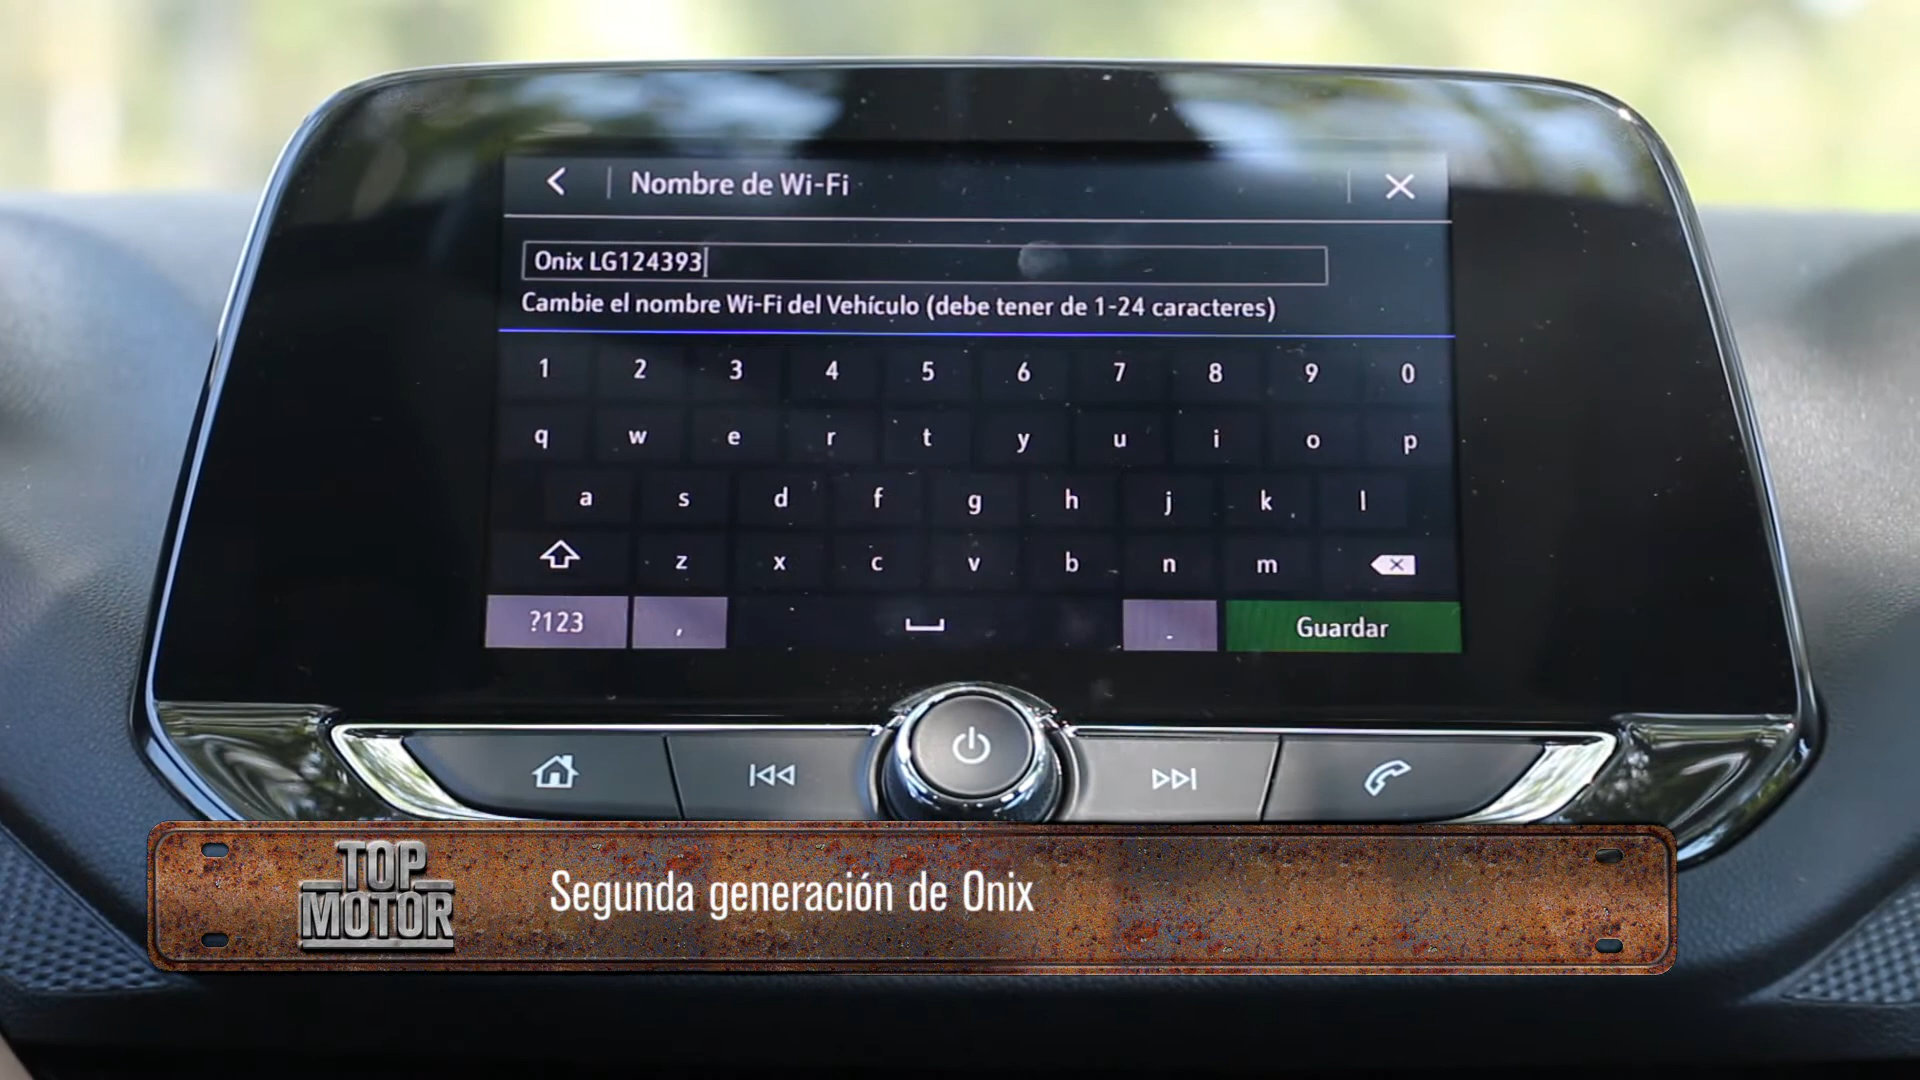 Nombre de Wi-Fi
Onix LG124393
Cambie el nombre Wi-Fi del Vehículo (debe tener de 1-24 caracteres)
1 2 3 4 5 6 7 8 9 0
q w e r t y u i o p
a s d f g h j k l
z x c v b n m
?123 , . Guardar
TOP
MOTOR
Segunda generación de Onix